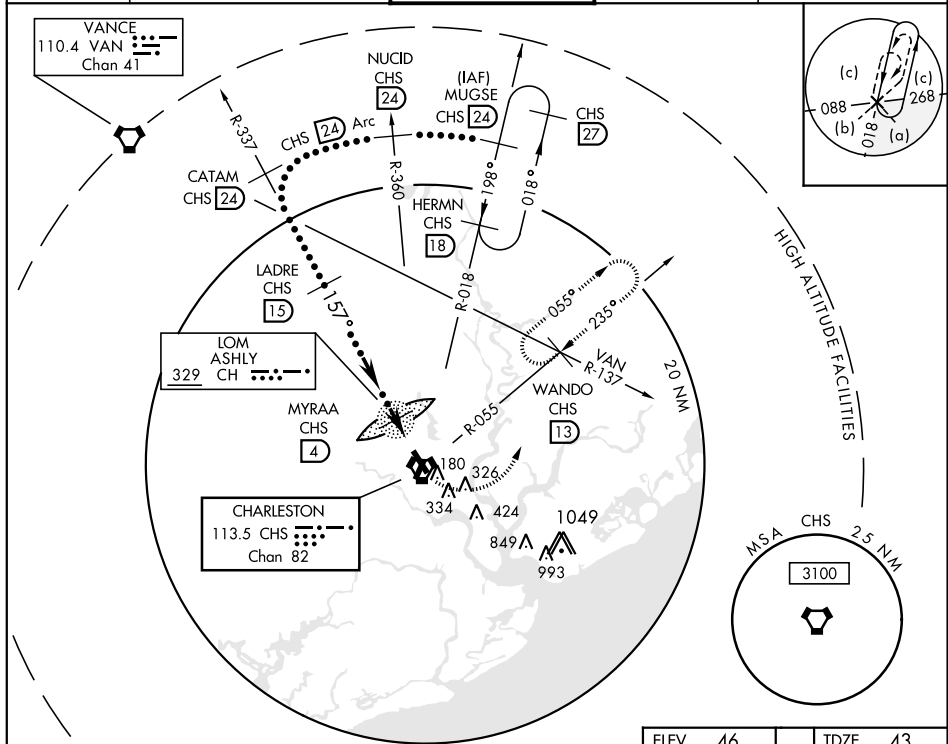 VANCE
110.4 VAN
Chan 41
R-337
NUCID
CHS
24
(IAF)
MUGSE
CHS 24
CHS
27
CHS 24 Arc
CATAM
CHS 24
R-360
198°
018°
HERMN
CHS
18
R-018
LADRE
CHS
15
157°
055°
235°
VAN
R-137
20 NM
HIGH ALTITUDE FACILITIES
LOM
ASHLY
329 CH
WANDO
CHS
13
R-055
MYRAA
CHS
4
180
326
334
424
CHARLESTON
113.5 CHS
Chan 82
1049
849
993
(c)
(c)
088
268
(b)
018
(a)
MSA CHS 25 NM
3100
ELEV 46
TDZE 43